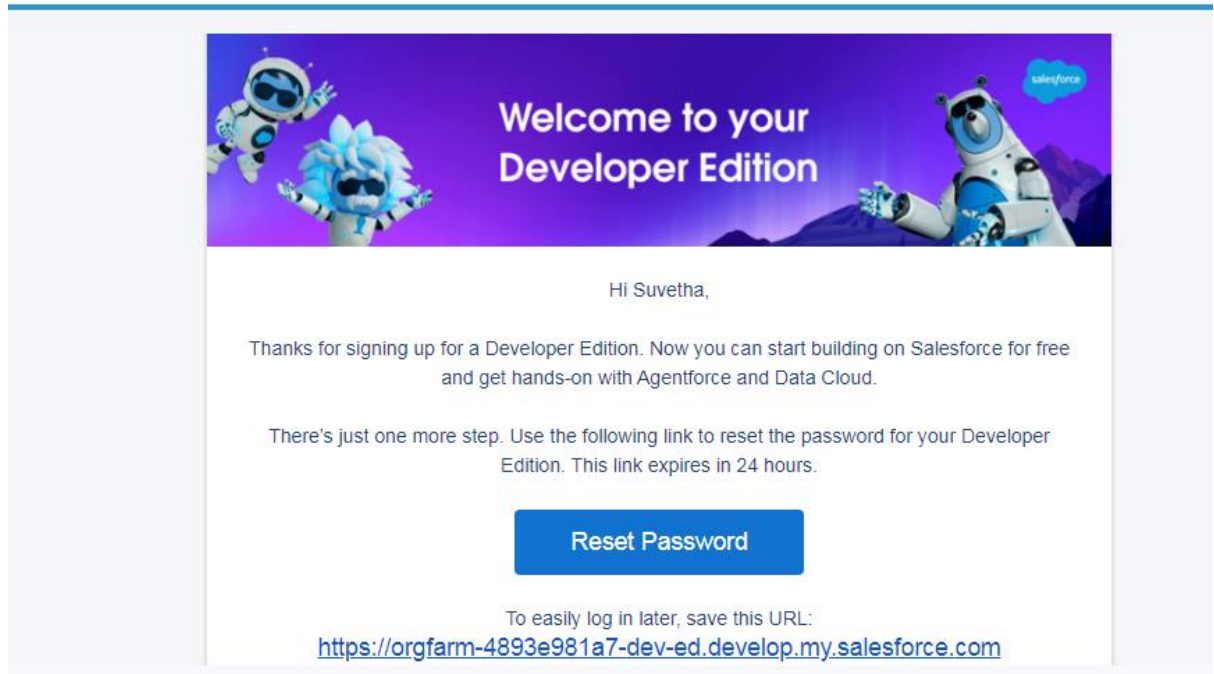 salesforce
Welcome to your
Developer Edition
Hi Suvetha,
Thanks for signing up for a Developer Edition. Now you can start building on Salesforce for free
and get hands-on with Agentforce and Data Cloud.
There's just one more step. Use the following link to reset the password for your Developer
Edition. This link expires in 24 hours.
Reset Password
To easily log in later, save this URL:
https://orgfarm-4893e981a7-dev-ed.develop.my.salesforce.com